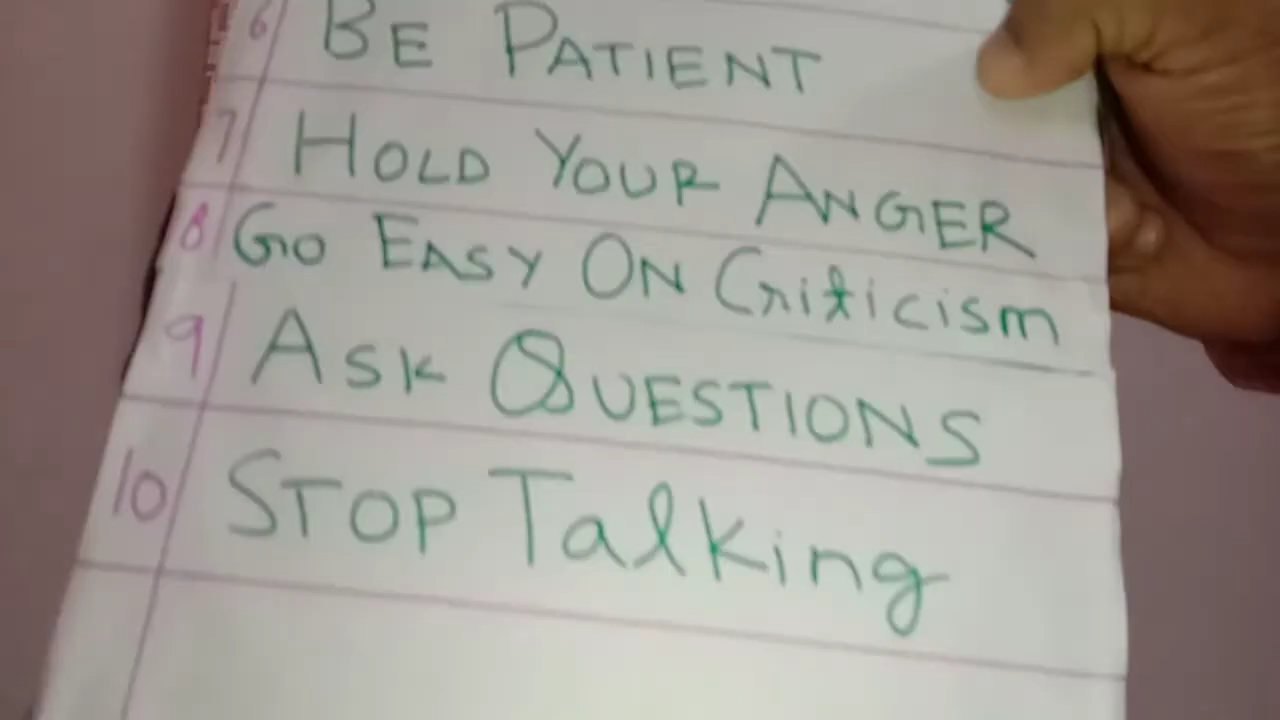 6 BE PATIENT
7 HOLD YOUR ANGER
8 GO EASY ON CRiticism
9 ASK QUESTIONS
10 STOP Talking